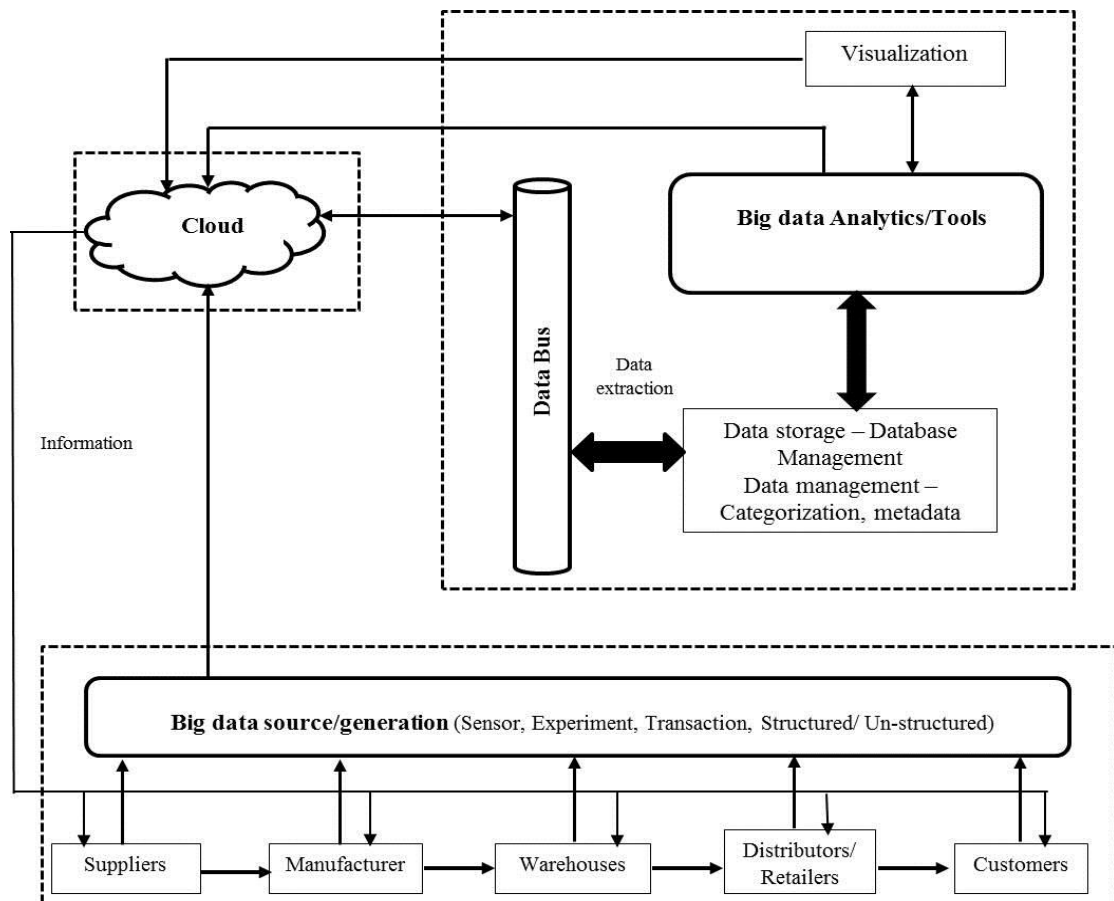 Visualization
Cloud
Big data Analytics/Tools
Data Bus
Data
extraction
Data storage – Database
Management
Data management –
Categorization, metadata
Information
Big data source/generation (Sensor, Experiment, Transaction, Structured/ Un-structured)
Suppliers
Manufacturer
Warehouses
Distributors/
Retailers
Customers